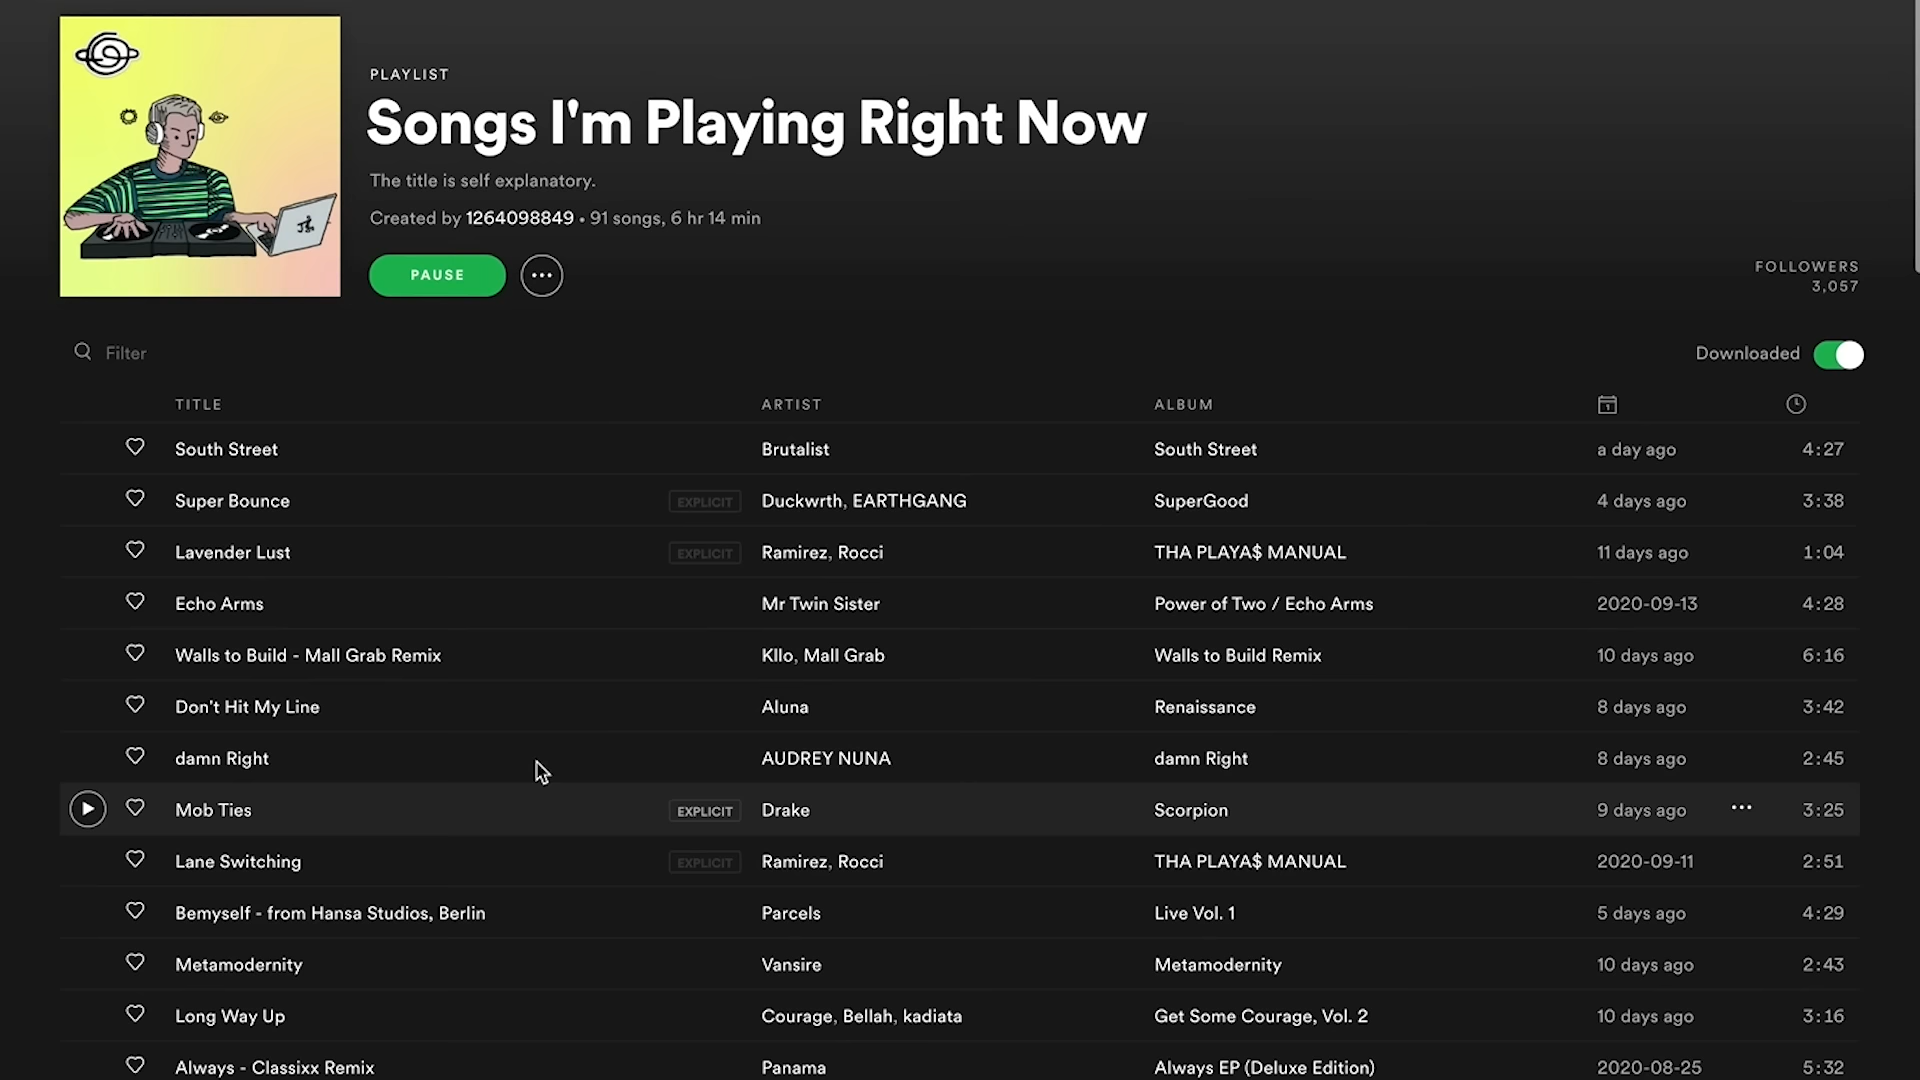 PLAYLIST
Songs I'm Playing Right Now
The title is self explanatory.
Created by 1264098849 • 91 songs, 6 hr 14 min
PAUSE
FOLLOWERS
3,057
Filter
Downloaded
TITLE ARTIST ALBUM
South Street Brutalist South Street a day ago 4:27
Super Bounce EXPLICIT Duckwrth, EARTHGANG SuperGood 4 days ago 3:38
Lavender Lust EXPLICIT Ramirez, Rocci THA PLAYA$ MANUAL 11 days ago 1:04
Echo Arms Mr Twin Sister Power of Two / Echo Arms 2020-09-13 4:28
Walls to Build - Mall Grab Remix Kllo, Mall Grab Walls to Build Remix 10 days ago 6:16
Don't Hit My Line Aluna Renaissance 8 days ago 3:42
damn Right AUDREY NUNA damn Right 8 days ago 2:45
Mob Ties EXPLICIT Drake Scorpion 9 days ago 3:25
Lane Switching EXPLICIT Ramirez, Rocci THA PLAYA$ MANUAL 2020-09-11 2:51
Bemyself - from Hansa Studios, Berlin Parcels Live Vol. 1 5 days ago 4:29
Metamodernity Vansire Metamodernity 10 days ago 2:43
Long Way Up Courage, Bellah, kadiata Get Some Courage, Vol. 2 10 days ago 3:16
Always - Classixx Remix Panama Always EP (Deluxe Edition) 2020-08-25 5:32